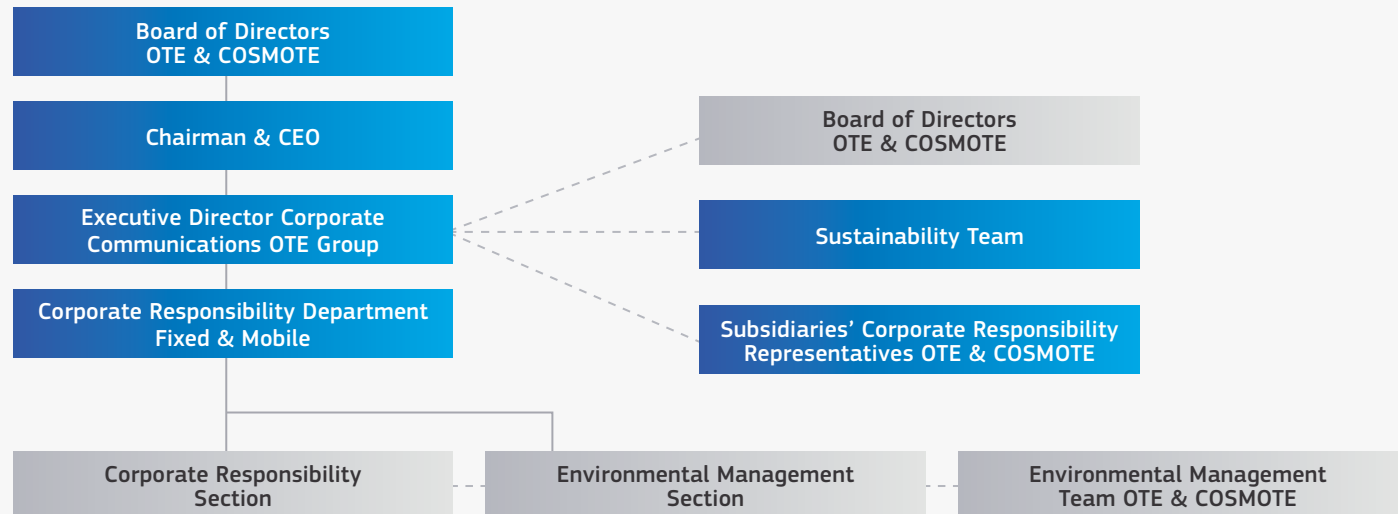 Board of Directors
OTE & COSMOTE
Chairman & CEO
Executive Director Corporate
Communications OTE Group
Corporate Responsibility Department
Fixed & Mobile
Board of Directors
OTE & COSMOTE
Sustainability Team
Subsidiaries’ Corporate Responsibility
Representatives OTE & COSMOTE
Corporate Responsibility
Section
Environmental Management
Section
Environmental Management
Team OTE & COSMOTE